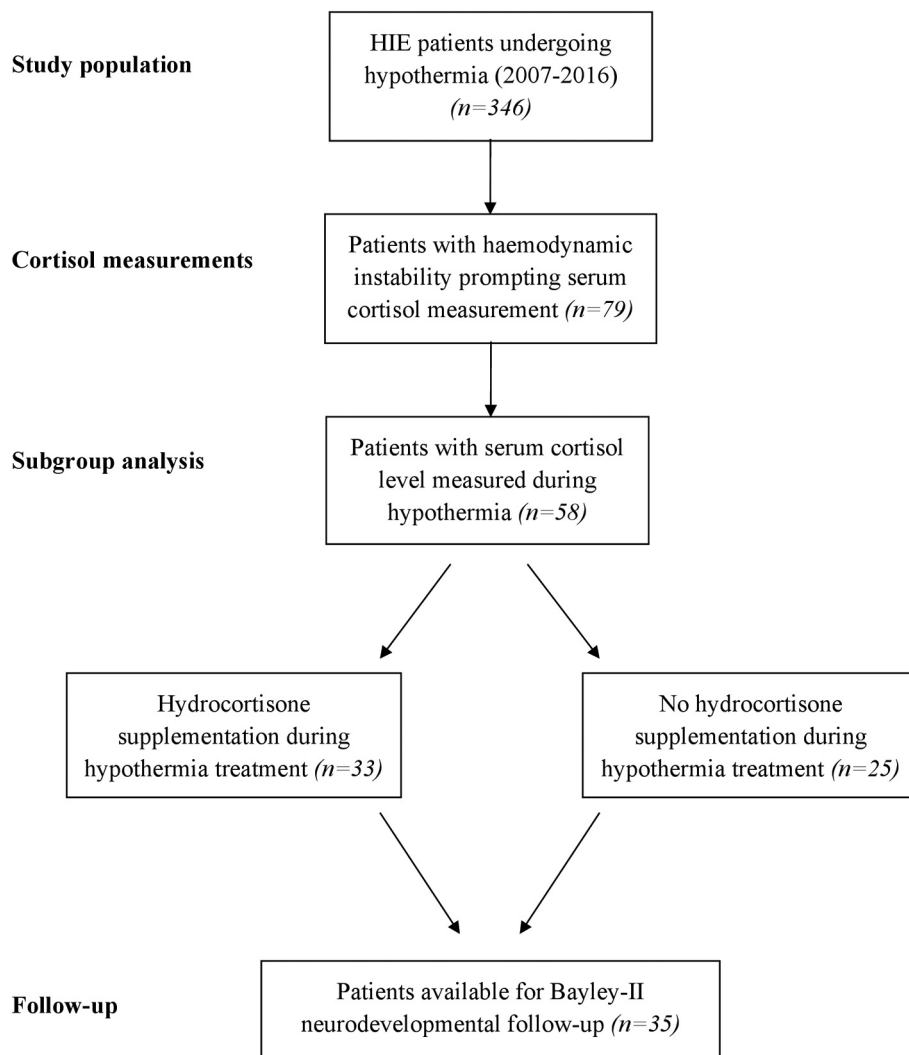 Study population
HIE patients undergoing
hypothermia (2007-2016)
(n=346)
Cortisol measurements
Patients with haemodynamic
instability prompting serum
cortisol measurement (n=79)
Subgroup analysis
Patients with serum cortisol
level measured during
hypothermia (n=58)
Hydrocortisone
supplementation during
hypothermia treatment (n=33)
No hydrocortisone
supplementation during
hypothermia treatment (n=25)
Follow-up
Patients available for Bayley-II
neurodevelopmental follow-up (n=35)